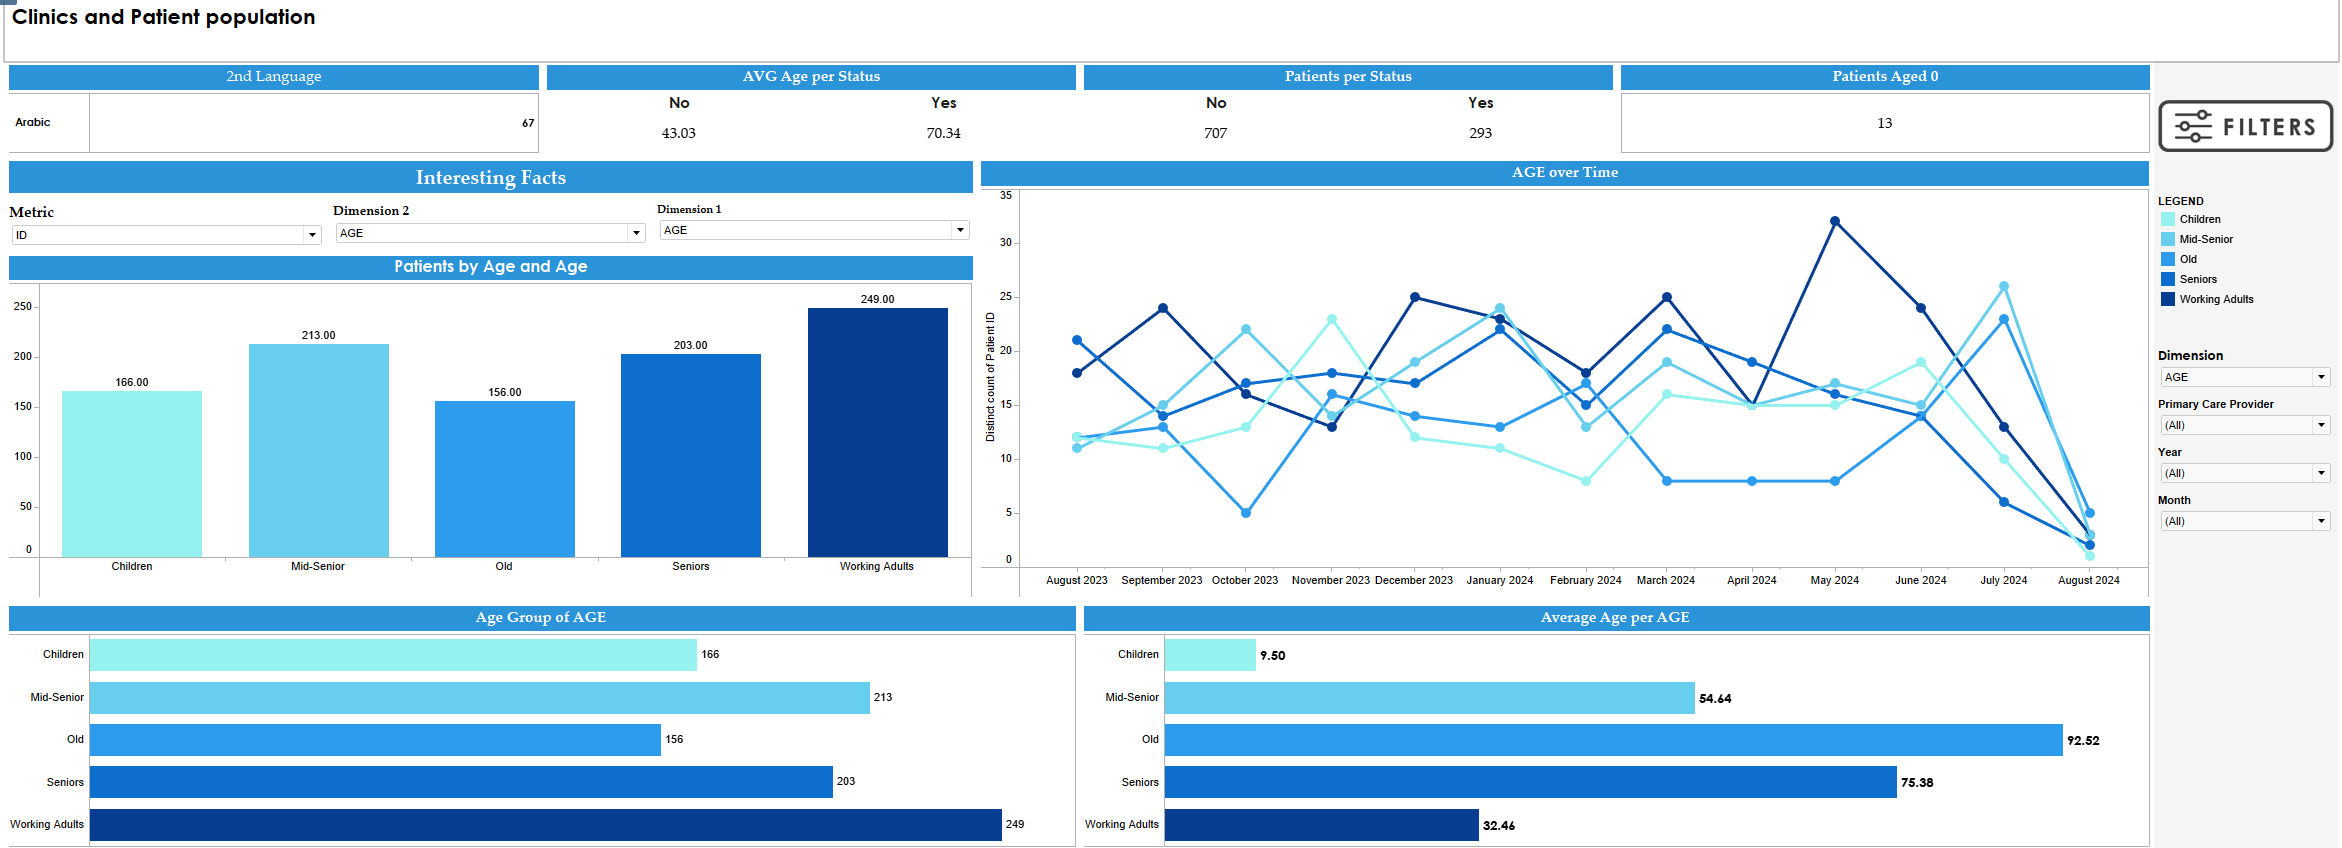 Clinics and Patient population
2nd Language
Arabic
67
AVG Age per Status
No
Yes
43.03
70.34
Patients per Status
No
Yes
707
293
Patients Aged 0
13
FILTERS
Interesting Facts
Metric
ID
Dimension 2
AGE
Dimension 1
AGE
Patients by Age and Age
250
200
150
100
50
0
166.00
213.00
156.00
203.00
249.00
Children
Mid-Senior
Old
Seniors
Working Adults
AGE over Time
Distinct count of Patient ID
35
30
25
20
15
10
5
0
August 2023
September 2023
October 2023
November 2023
December 2023
January 2024
February 2024
March 2024
April 2024
May 2024
June 2024
July 2024
August 2024
LEGEND
Children
Mid-Senior
Old
Seniors
Working Adults
Dimension
AGE
Primary Care Provider
(All)
Year
(All)
Month
(All)
Age Group of AGE
Children
166
Mid-Senior
213
Old
156
Seniors
203
Working Adults
249
Average Age per AGE
Children
9.50
Mid-Senior
54.64
Old
92.52
Seniors
75.38
Working Adults
32.46